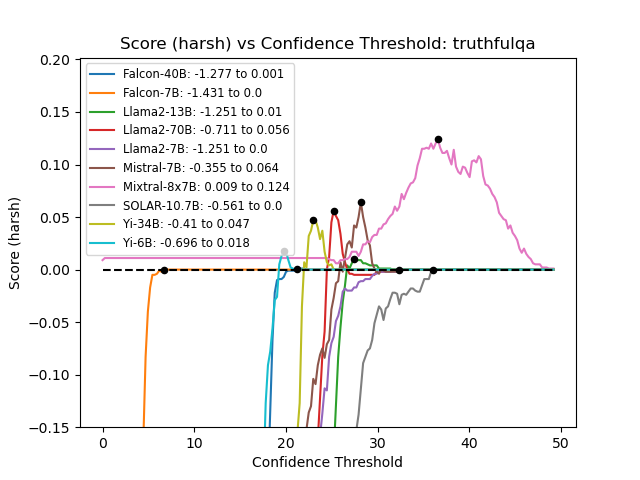 Score (harsh) vs Confidence Threshold: truthfulqa
Score (harsh)
0.20
0.15
0.10
0.05
0.00
−0.05
−0.10
−0.15
Falcon-40B: -1.277 to 0.001
Falcon-7B: -1.431 to 0.0
Llama2-13B: -1.251 to 0.01
Llama2-70B: -0.711 to 0.056
Llama2-7B: -1.251 to 0.0
Mistral-7B: -0.355 to 0.064
Mixtral-8x7B: 0.009 to 0.124
SOLAR-10.7B: -0.561 to 0.0
Yi-34B: -0.41 to 0.047
Yi-6B: -0.696 to 0.018
0 10 20 30 40 50
Confidence Threshold